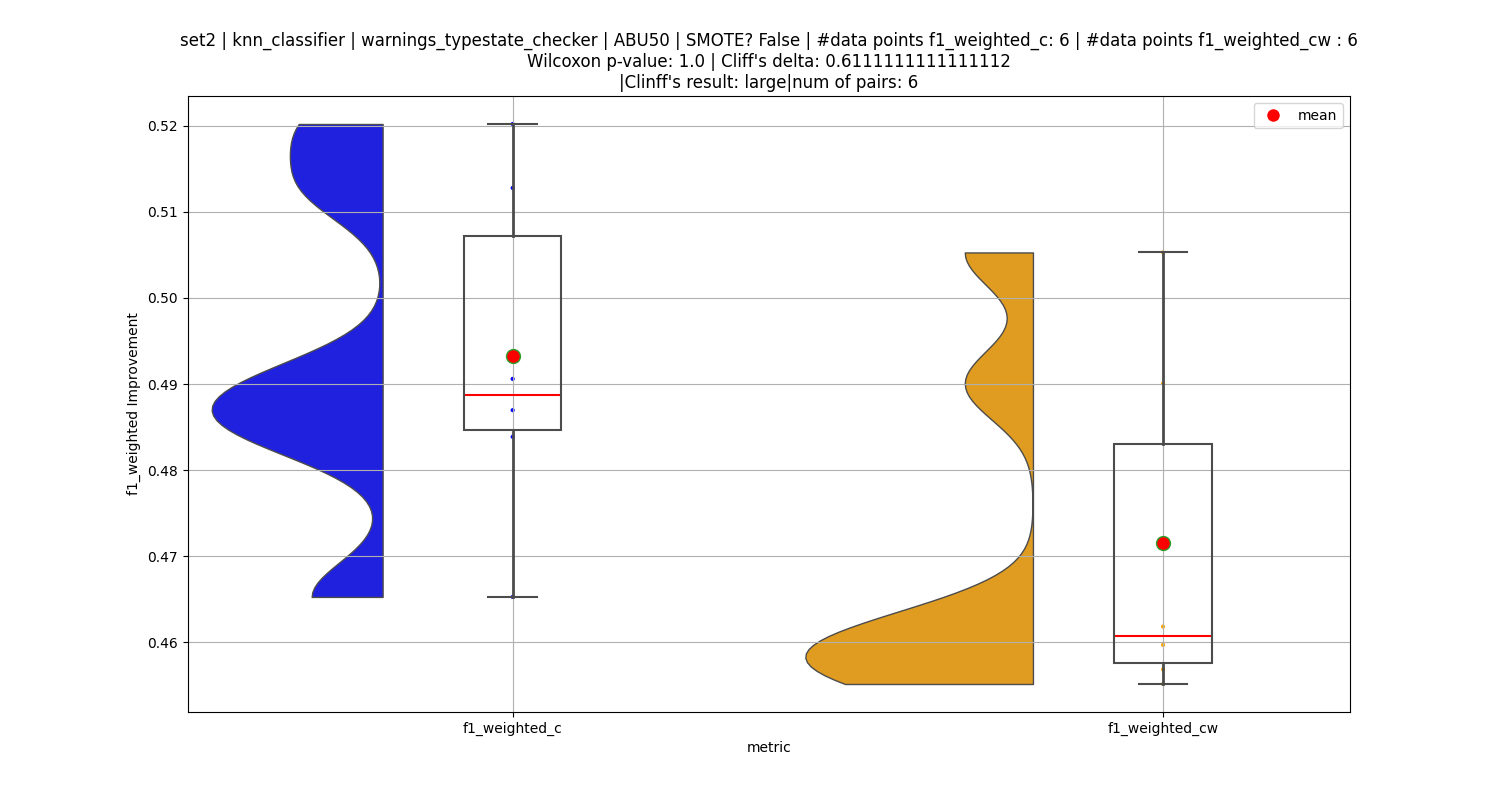 set2 | knn_classifier | warnings_typestate_checker | ABU50 | SMOTE? False | #data points f1_weighted_c: 6 | #data points f1_weighted_cw : 6
Wilcoxon p-value: 1.0 | Cliff's delta: 0.6111111111111112
|Clinff's result: large|num of pairs: 6
mean
0.52
0.51
0.50
0.49
0.48
0.47
0.46
f1_weighted Improvement
f1_weighted_c
f1_weighted_cw
metric